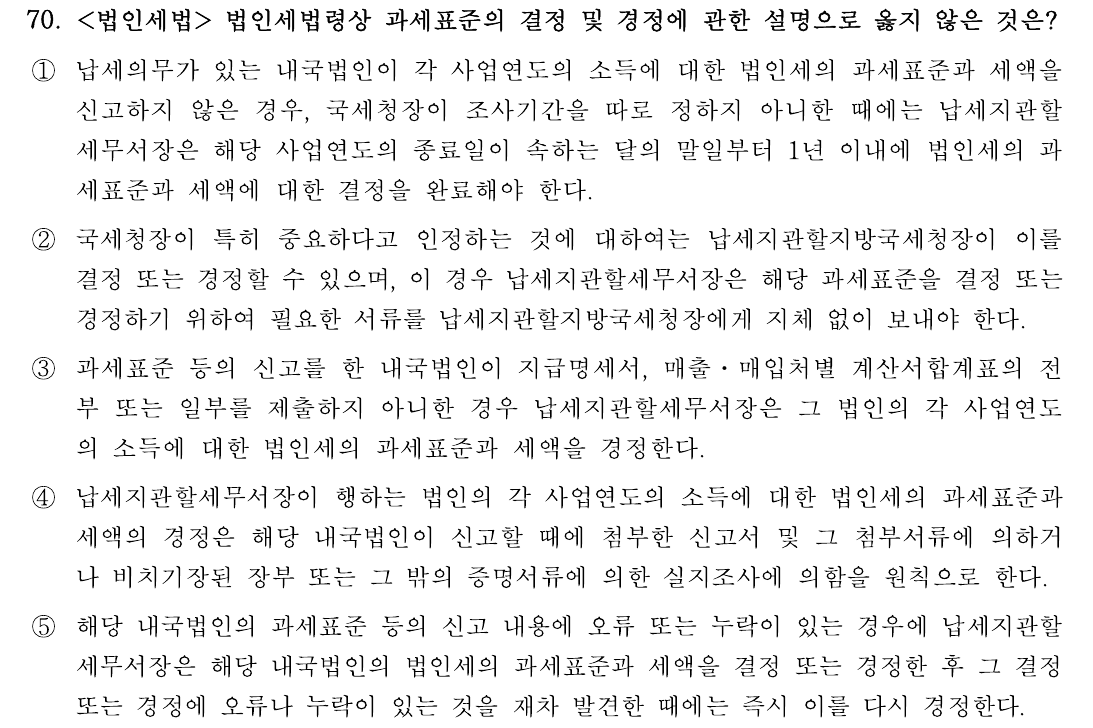 70. <법인세법> 법인세법령상 과세표준의 결정 및 경정에 관한 설명으로 옳지 않은 것은?
① 납세의무가 있는 내국법인이 각 사업연도의 소득에 대한 법인세의 과세표준과 세액을
신고하지 않은 경우, 국세청장이 조사기간을 따로 정하지 아니한 때에는 납세지관할
세무서장은 해당 사업연도의 종료일이 속하는 달의 말일부터 1년 이내에 법인세의 과
세표준과 세액에 대한 결정을 완료해야 한다.
② 국세청장이 특히 중요하다고 인정하는 것에 대하여는 납세지관할지방국세청장이 이를
결정 또는 경정할 수 있으며, 이 경우 납세지관할세무서장은 해당 과세표준을 결정 또는
경정하기 위하여 필요한 서류를 납세지관할지방국세청장에게 지체 없이 보내야 한다.
③ 과세표준 등의 신고를 한 내국법인이 지급명세서, 매출・매입처별 계산서합계표의 전
부 또는 일부를 제출하지 아니한 경우 납세지관할세무서장은 그 법인의 각 사업연도
의 소득에 대한 법인세의 과세표준과 세액을 경정한다.
④ 납세지관할세무서장이 행하는 법인의 각 사업연도의 소득에 대한 법인세의 과세표준과
세액의 경정은 해당 내국법인이 신고할 때에 첨부한 신고서 및 그 첨부서류에 의하거
나 비치기장된 장부 또는 그 밖의 증명서류에 의한 실지조사에 의함을 원칙으로 한다.
⑤ 해당 내국법인의 과세표준 등의 신고 내용에 오류 또는 누락이 있는 경우에 납세지관할
세무서장은 해당 내국법인의 법인세의 과세표준과 세액을 결정 또는 경정한 후 그 결정
또는 경정에 오류나 누락이 있는 것을 재차 발견한 때에는 즉시 이를 다시 경정한다.